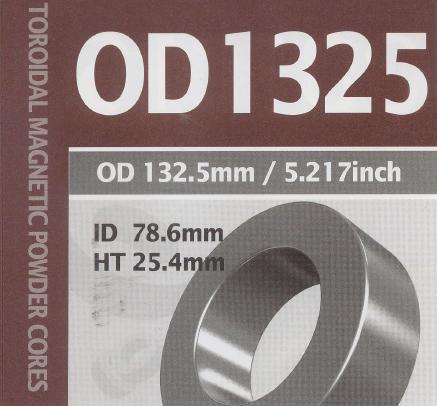 TOROIDAL MAGNETIC POWDER CORES
OD1325
OD 132.5mm / 5.217inch
ID 78.6mm
HT 25.4mm